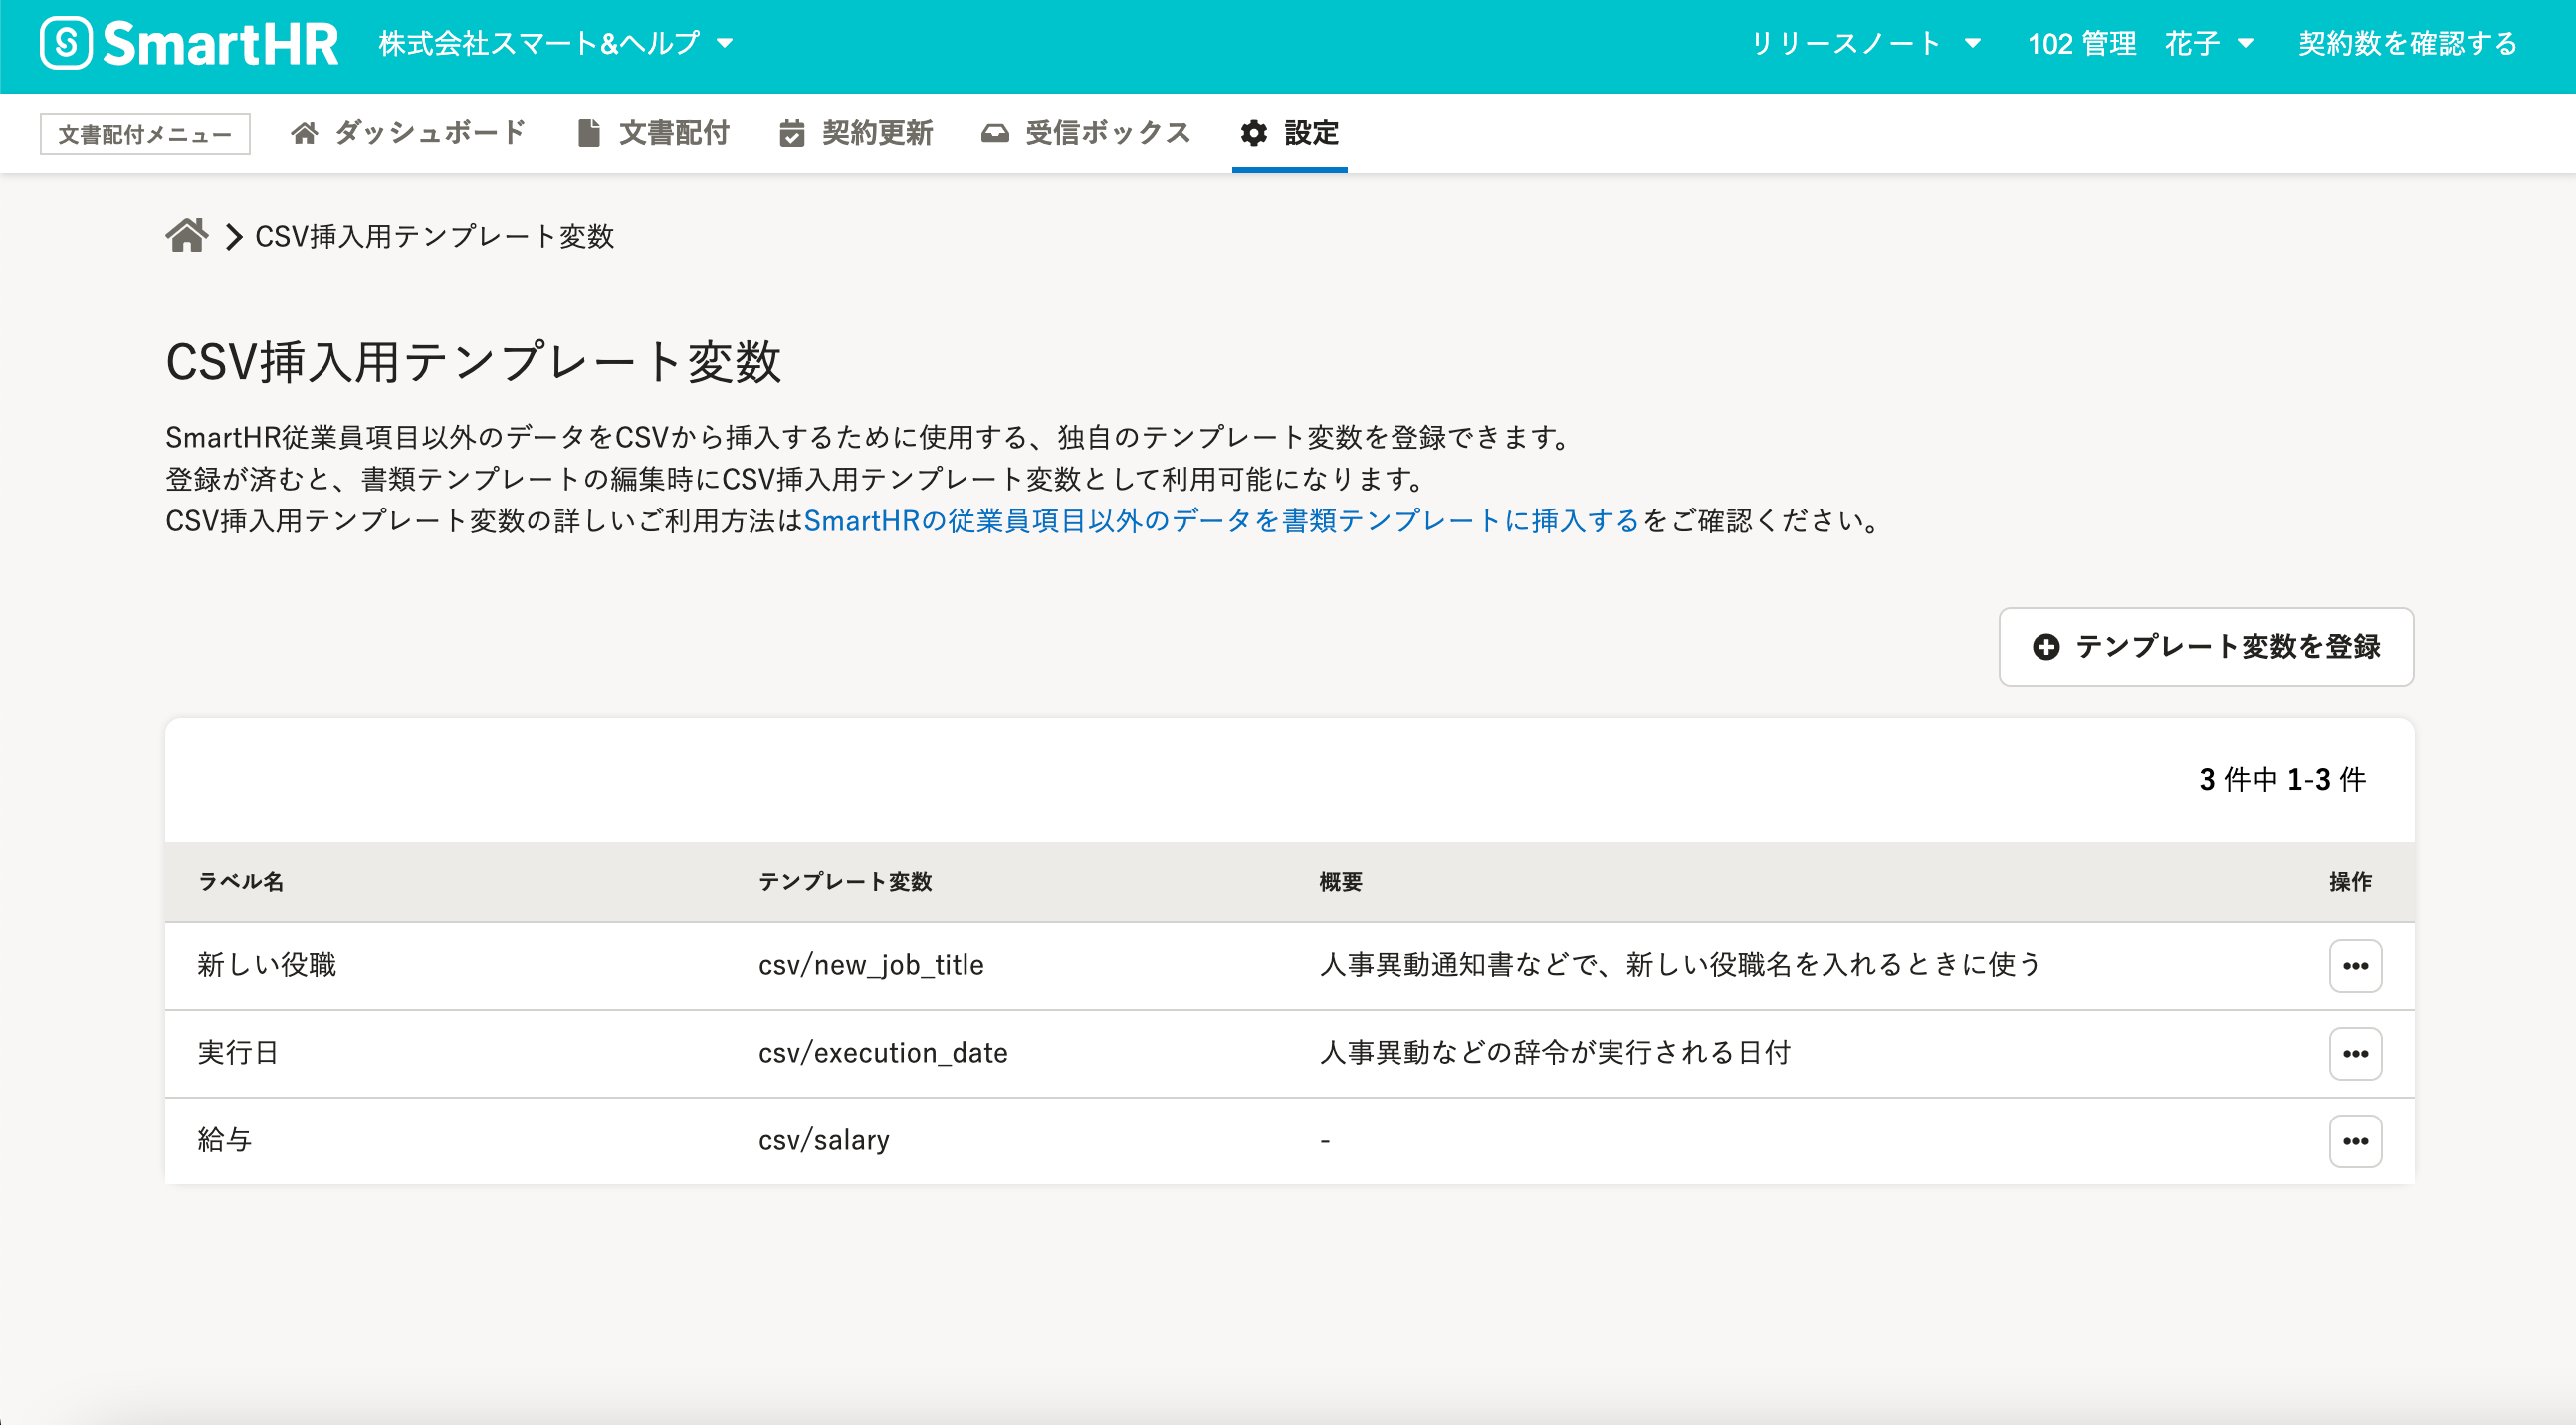 SmartHR 株式会社スマート&ヘルプ リリースノート 102 管理 花子 契約数を確認する
文書配付メニュー ダッシュボード 文書配付 契約更新 受信ボックス 設定
CSV挿入用テンプレート変数
CSV挿入用テンプレート変数
SmartHR従業員項目以外のデータをCSVから挿入するために使用する、独自のテンプレート変数を登録できます。
登録が済むと、書類テンプレートの編集時にCSV挿入用テンプレート変数として利用可能になります。
CSV挿入用テンプレート変数の詳しいご利用方法はSmartHRの従業員項目以外のデータを書類テンプレートに挿入するをご確認ください。
テンプレート変数を登録
3 件中 1-3 件
ラベル名 テンプレート変数 概要 操作
新しい役職 csv/new_job_title 人事異動通知書などで、新しい役職名を入れるときに使う
実行日 csv/execution_date 人事異動などの辞令が実行される日付
給与 csv/salary -